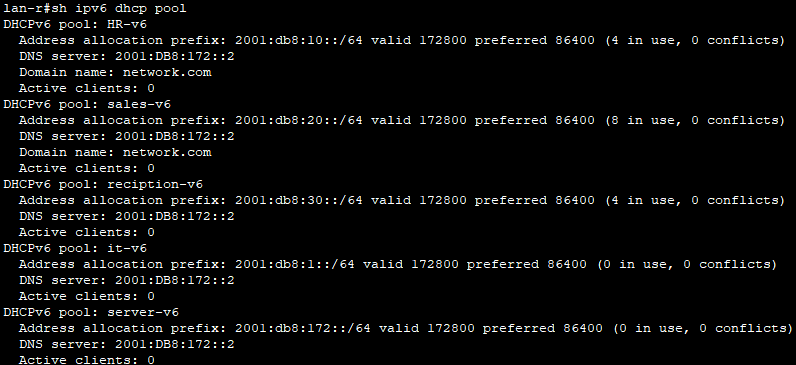 lan-r#sh ipv6 dhcp pool
DHCPv6 pool: HR-v6
  Address allocation prefix: 2001:db8:10::/64 valid 172800 preferred 86400 (4 in use, 0 conflicts)
  DNS server: 2001:DB8:172::2
  Domain name: network.com
  Active clients: 0
DHCPv6 pool: sales-v6
  Address allocation prefix: 2001:db8:20::/64 valid 172800 preferred 86400 (8 in use, 0 conflicts)
  DNS server: 2001:DB8:172::2
  Domain name: network.com
  Active clients: 0
DHCPv6 pool: reciption-v6
  Address allocation prefix: 2001:db8:30::/64 valid 172800 preferred 86400 (4 in use, 0 conflicts)
  DNS server: 2001:DB8:172::2
  Active clients: 0
DHCPv6 pool: it-v6
  Address allocation prefix: 2001:db8:1::/64 valid 172800 preferred 86400 (0 in use, 0 conflicts)
  DNS server: 2001:DB8:172::2
  Active clients: 0
DHCPv6 pool: server-v6
  Address allocation prefix: 2001:db8:172::/64 valid 172800 preferred 86400 (0 in use, 0 conflicts)
  DNS server: 2001:DB8:172::2
  Active clients: 0